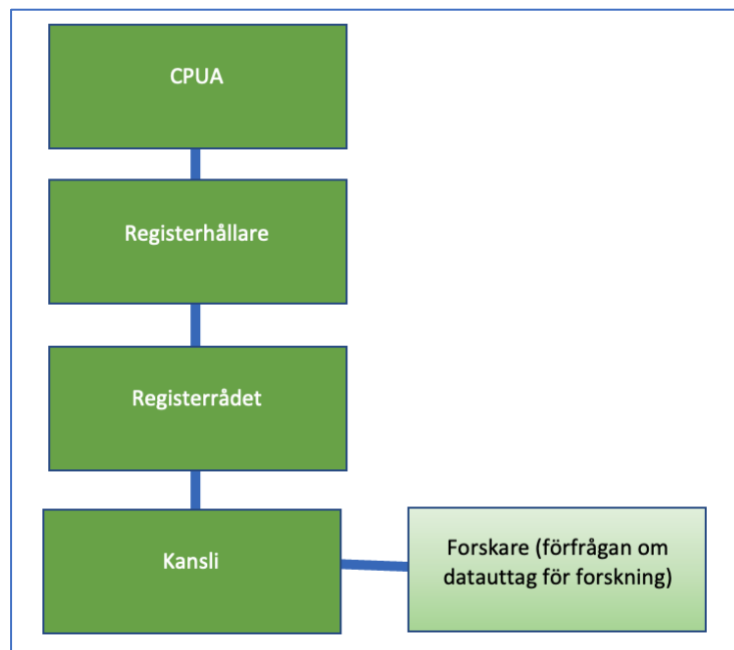 CPUA
Registerhållare
Registerrådet
Kansli
Forskare (förfrågan om
datauttag för forskning)